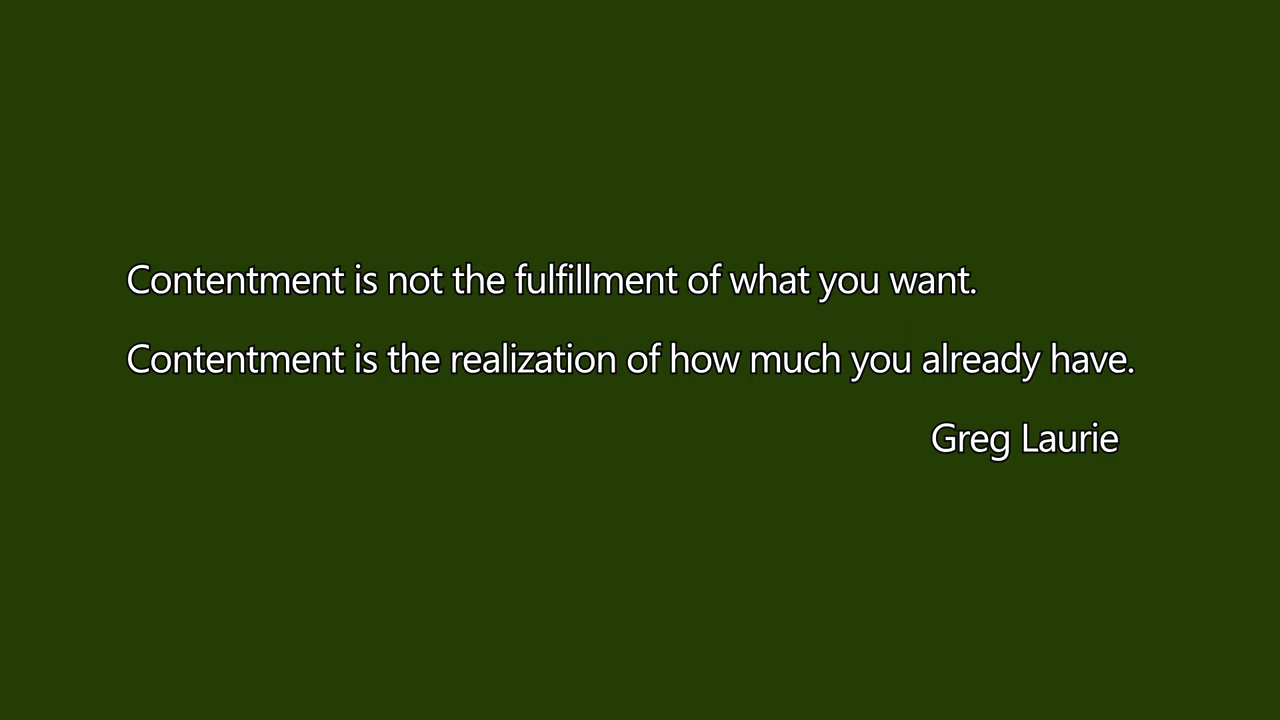 Contentment is not the fulfillment of what you want.
Contentment is the realization of how much you already have.
Greg Laurie